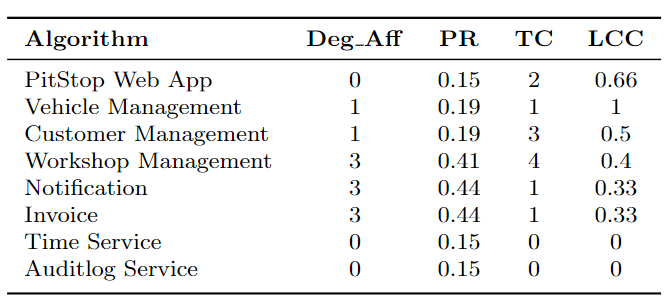 Algorithm Deg_Aff PR TC LCC
PitStop Web App 0 0.15 2 0.66
Vehicle Management 1 0.19 1 1
Customer Management 1 0.19 3 0.5
Workshop Management 3 0.41 4 0.4
Notification 3 0.44 1 0.33
Invoice 3 0.44 1 0.33
Time Service 0 0.15 0 0
Auditlog Service 0 0.15 0 0